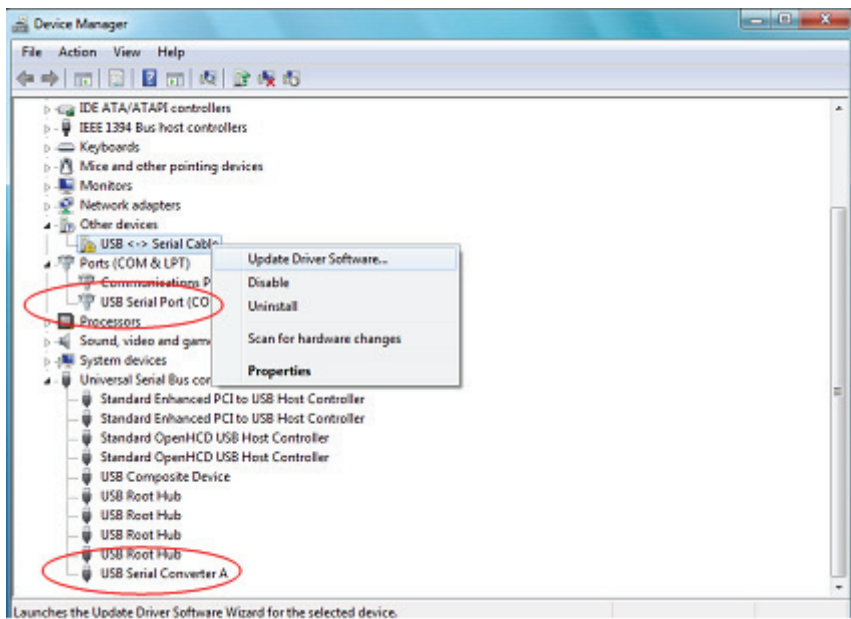 Device Manager
File Action View Help
IDE ATA/ATAPI controllers
IEEE 1394 Bus host controllers
Keyboards
Mice and other pointing devices
Monitors
Network adapters
Other devices
USB <-> Serial Cable
Update Driver Software...
Ports (COM & LPT)
Communications P
Disable
USB Serial Port (CO
Uninstall
Processors
Sound, video and gam
Scan for hardware changes
System devices
Properties
Universal Serial Bus con
Standard Enhanced PCI to USB Host Controller
Standard Enhanced PCI to USB Host Controller
Standard OpenHCD USB Host Controller
Standard OpenHCD USB Host Controller
USB Composite Device
USB Root Hub
USB Root Hub
USB Root Hub
USB Root Hub
USB Serial Converter A
Launches the Update Driver Software Wizard for the selected device.